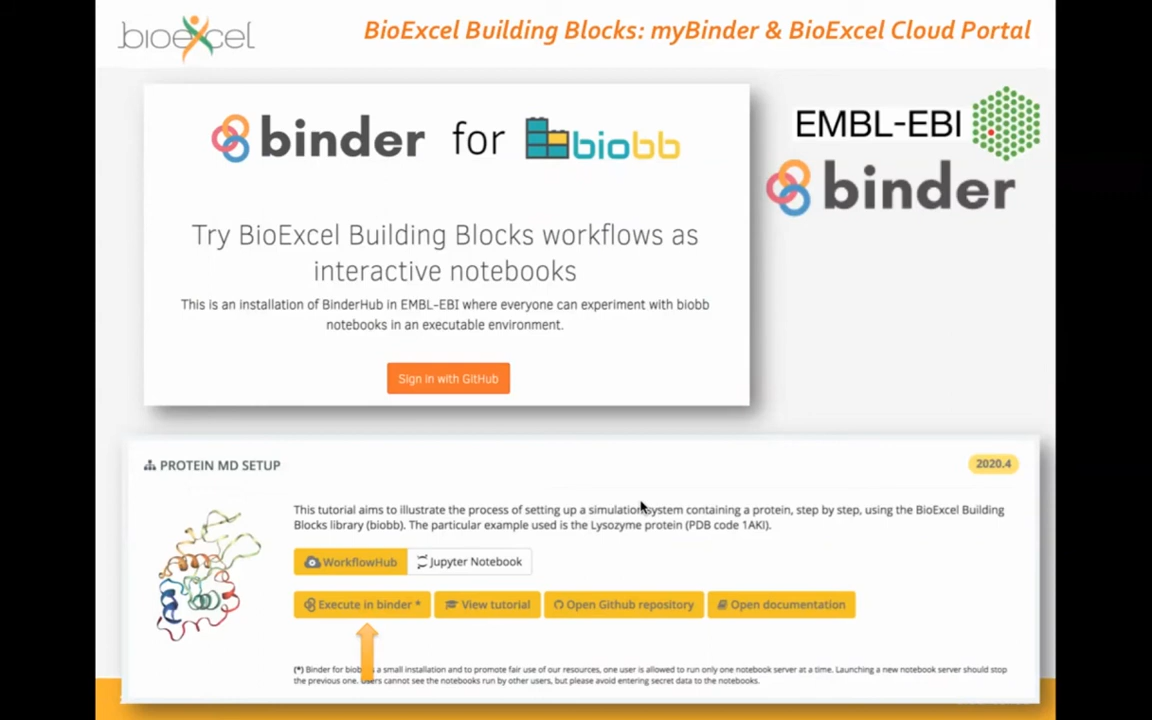 bioexcel
BioExcel Building Blocks: myBinder & BioExcel Cloud Portal
binder for biobb
EMBL-EBI
binder
Try BioExcel Building Blocks workflows as
interactive notebooks
This is an installation of BinderHub in EMBL-EBI where everyone can experiment with biobb
notebooks in an executable environment.
Sign in with GitHub
PROTEIN MD SETUP
2020.4
This tutorial aims to illustrate the process of setting up a simulation system containing a protein, step by step, using the BioExcel Building
Blocks library (biobb). The particular example used is the Lysozyme protein (PDB code 1AKI).
WorkflowHub
Jupyter Notebook
Execute in binder *
View tutorial
Open Github repository
Open documentation
(*) Binder for biobb a small installation and to promote fair use of our resources, one user is allowed to run only one notebook server at a time. Launching a new notebook server should stop
the previous one. Users cannot see the notebooks run by other users, but please avoid entering secret data to the notebooks.